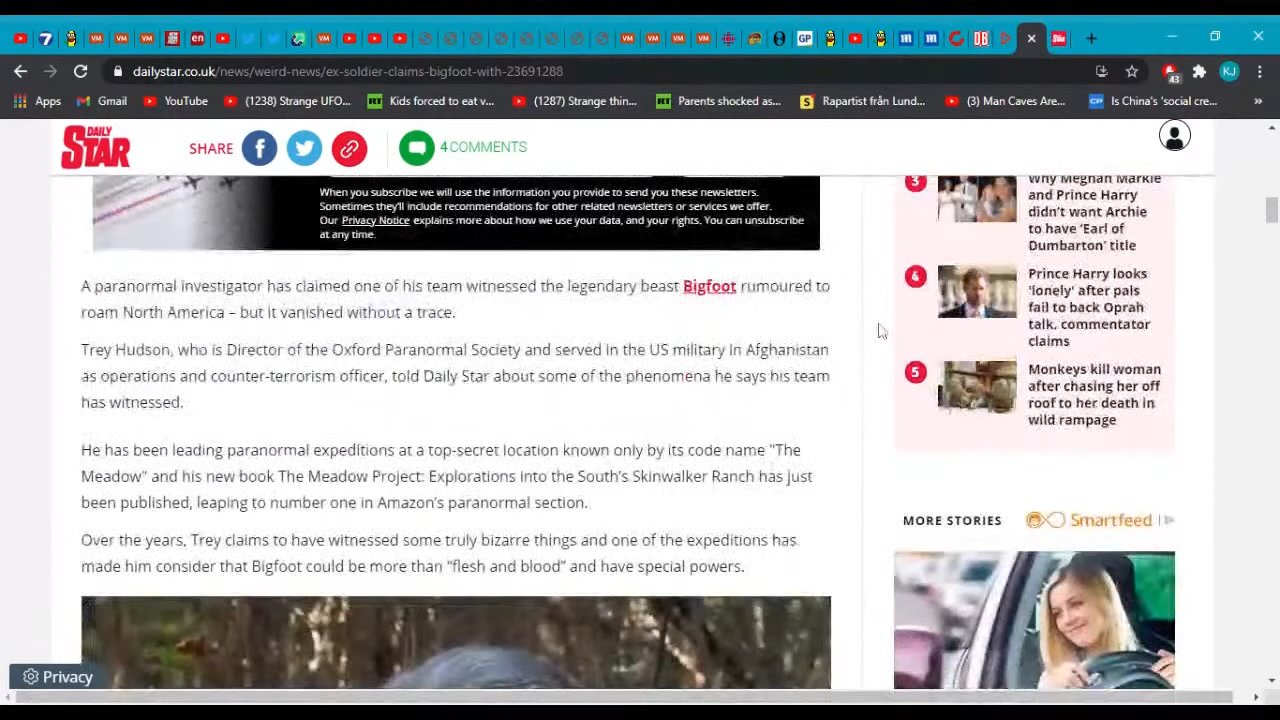 dailystar.co.uk/news/weird-news/ex-soldier-claims-bigfoot-with-23691288
43
KJ
Apps
Gmail
YouTube
(1238) Strange UFO...
Kids forced to eat v...
(1287) Strange thin...
Parents shocked as...
Rapartist från Lund...
(3) Man Caves Are...
Is China's 'social cre...
DAILY
STAR
SHARE
4 COMMENTS
When you subscribe we will use the information you provide to send you these newsletters.
Sometimes they'll include recommendations for other related newsletters or services we offer.
Our Privacy Notice explains more about how we use your data, and your rights. You can unsubscribe
at any time.
A paranormal investigator has claimed one of his team witnessed the legendary beast Bigfoot rumoured to
roam North America – but it vanished without a trace.
Trey Hudson, who is Director of the Oxford Paranormal Society and served in the US military in Afghanistan
as operations and counter-terrorism officer, told Daily Star about some of the phenomena he says his team
has witnessed.
He has been leading paranormal expeditions at a top-secret location known only by its code name "The
Meadow" and his new book The Meadow Project: Explorations into the South's Skinwalker Ranch has just
been published, leaping to number one in Amazon's paranormal section.
Over the years, Trey claims to have witnessed some truly bizarre things and one of the expeditions has
made him consider that Bigfoot could be more than “flesh and blood” and have special powers.
Privacy
3
Why Meghan Markle
and Prince Harry
didn't want Archie
to have ‘Earl of
Dumbarton’ title
4
Prince Harry looks
'lonely' after pals
fail to back Oprah
talk, commentator
claims
5
Monkeys kill woman
after chasing her off
roof to her death in
wild rampage
MORE STORIES
Smartfeed